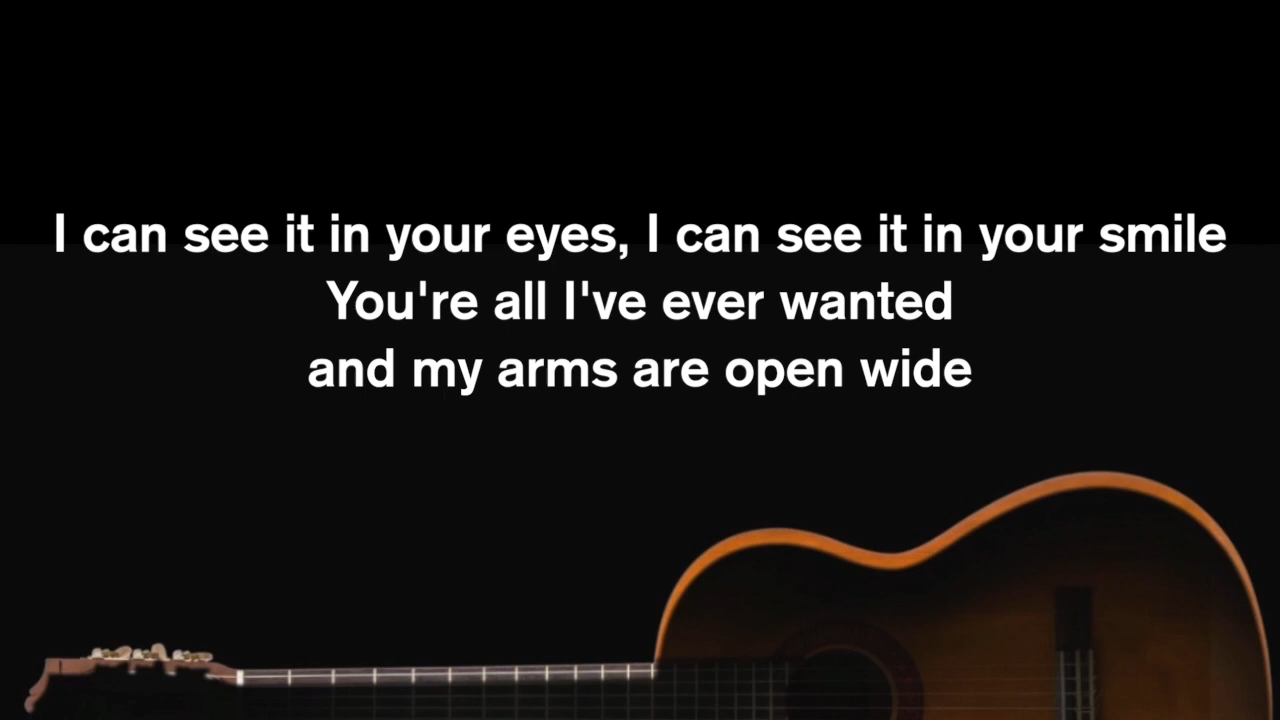 I can see it in your eyes, I can see it in your smile
You're all I've ever wanted
and my arms are open wide